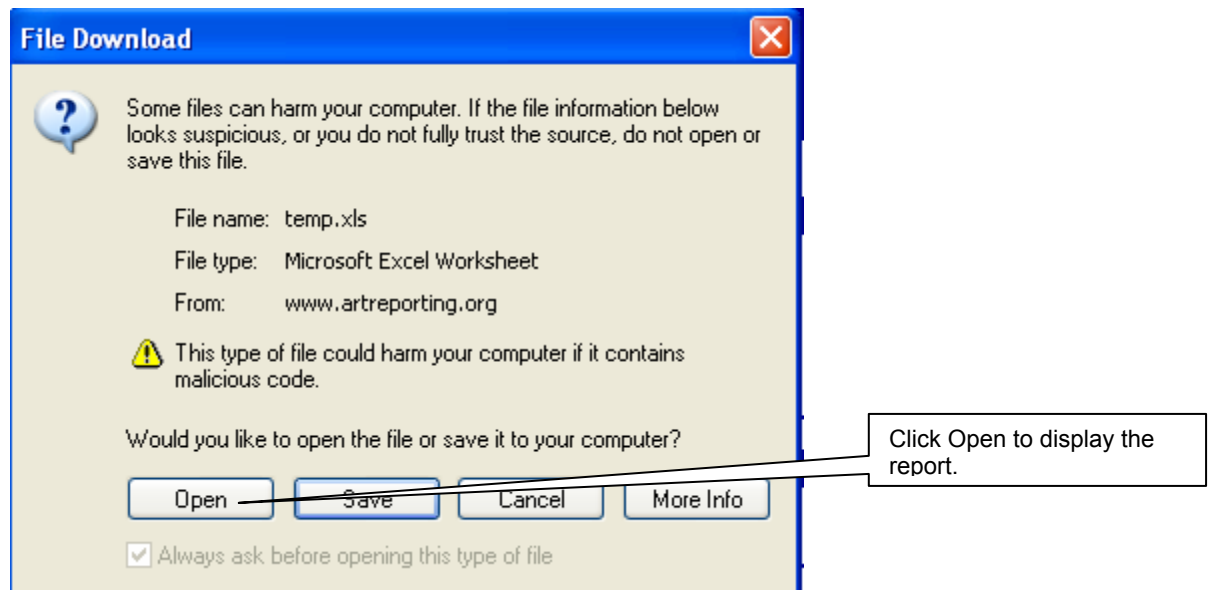 File Download
Some files can harm your computer. If the file information below
looks suspicious, or you do not fully trust the source, do not open or
save this file.
File name: temp.xls
File type: Microsoft Excel Worksheet
From: www.artreporting.org
This type of file could harm your computer if it contains
malicious code.
Would you like to open the file or save it to your computer?
Click Open to display the
report.
Open Save Cancel More Info
Always ask before opening this type of file